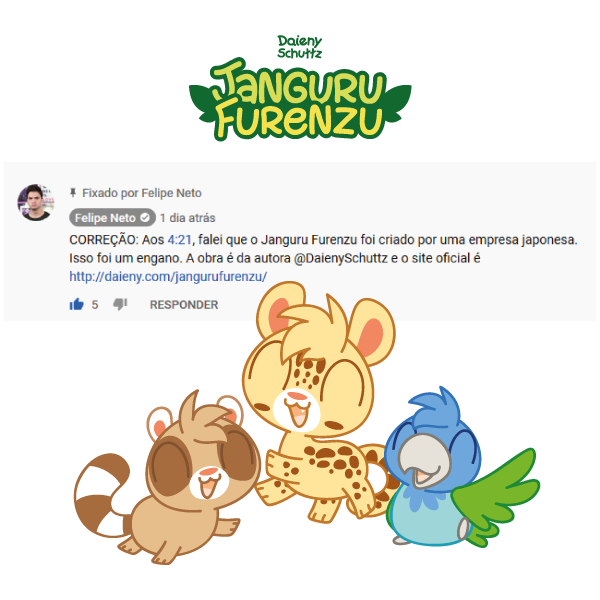 Daieny
Schuttz
JANGURU
FURENZU
Fixado por Felipe Neto
Felipe Neto 1 dia atrás
CORREÇÃO: Aos 4:21, falei que o Janguru Furenzu foi criado por uma empresa japonesa.
Isso foi um engano. A obra é da autora @DaienySchuttz e o site oficial é
http://daieny.com/jangurufurenzu/
5 RESPONDER